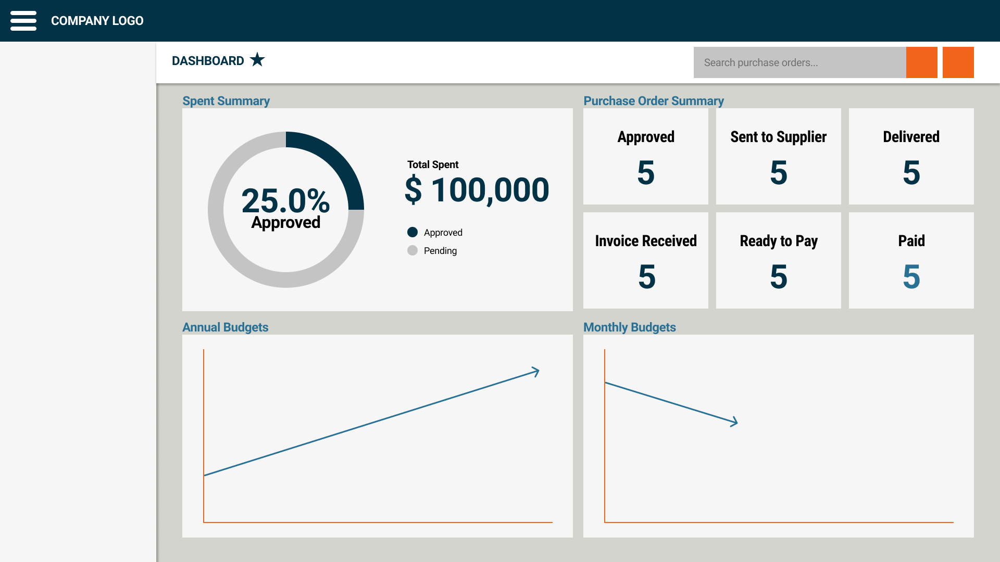 COMPANY LOGO
DASHBOARD
Search purchase orders...
Spent Summary
25.0%
Approved
Total Spent
$ 100,000
Approved
Pending
Purchase Order Summary
Approved
5
Sent to Supplier
5
Delivered
5
Invoice Received
5
Ready to Pay
5
Paid
5
Annual Budgets
Monthly Budgets